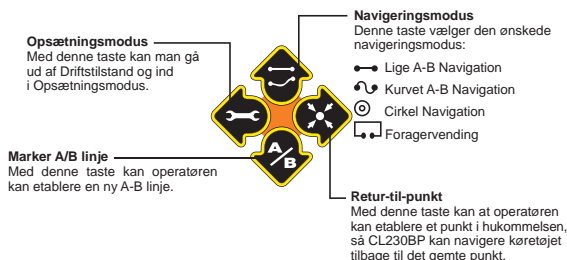 Opsætningsmodus
Med denne taste kan man gå
ud af Driftstilstand og ind
i Opsætningsmodus.
Marker A/B linje
Med denne taste kan operatøren
kan etablere en ny A-B linje.
A/B
Navigeringsmodus
Denne taste vælger den ønskede
navigeringsmodus:
Lige A-B Navigation
Kurvet A-B Navigation
Cirkel Navigation
Foragervending
Retur-til-punkt
Med denne taste kan at operatøren
kan etablere et punkt i hukommelsen,
så CL230BP kan navigere køretøjet
tilbage til det gemte punkt.